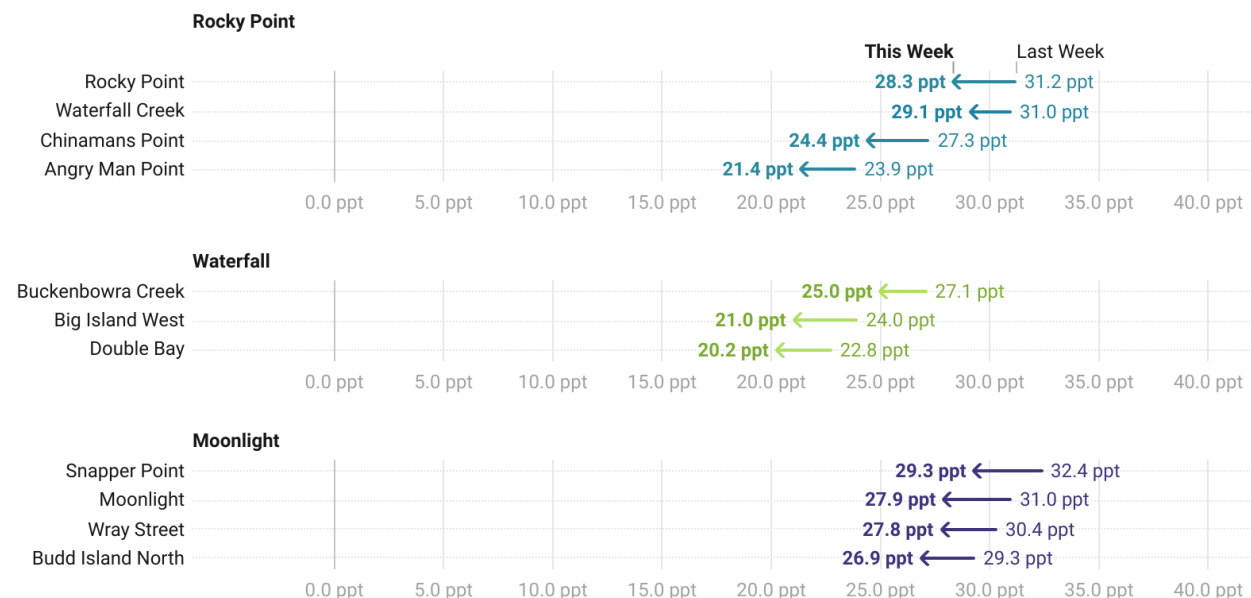 Rocky Point
This Week Last Week
Rocky Point 28.3 ppt 31.2 ppt
Waterfall Creek 29.1 ppt 31.0 ppt
Chinamans Point 24.4 ppt 27.3 ppt
Angry Man Point 21.4 ppt 23.9 ppt
0.0 ppt 5.0 ppt 10.0 ppt 15.0 ppt 20.0 ppt 25.0 ppt 30.0 ppt 35.0 ppt 40.0 ppt
Waterfall
Buckenbowra Creek 25.0 ppt 27.1 ppt
Big Island West 21.0 ppt 24.0 ppt
Double Bay 20.2 ppt 22.8 ppt
0.0 ppt 5.0 ppt 10.0 ppt 15.0 ppt 20.0 ppt 25.0 ppt 30.0 ppt 35.0 ppt 40.0 ppt
Moonlight
Snapper Point 29.3 ppt 32.4 ppt
Moonlight 27.9 ppt 31.0 ppt
Wray Street 27.8 ppt 30.4 ppt
Budd Island North 26.9 ppt 29.3 ppt
0.0 ppt 5.0 ppt 10.0 ppt 15.0 ppt 20.0 ppt 25.0 ppt 30.0 ppt 35.0 ppt 40.0 ppt